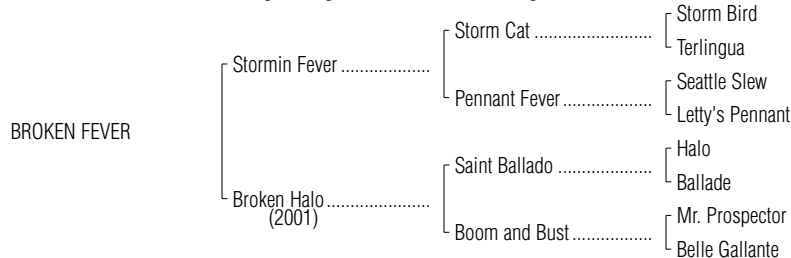 Storm Bird
Storm Cat ........................
Terlingua
Stormin Fever ....................
Seattle Slew
Pennant Fever ..................
Letty's Pennant
BROKEN FEVER
Halo
Saint Ballado ...................
Ballade
Broken Halo .......................
(2001)
Mr. Prospector
Boom and Bust ................
Belle Gallante